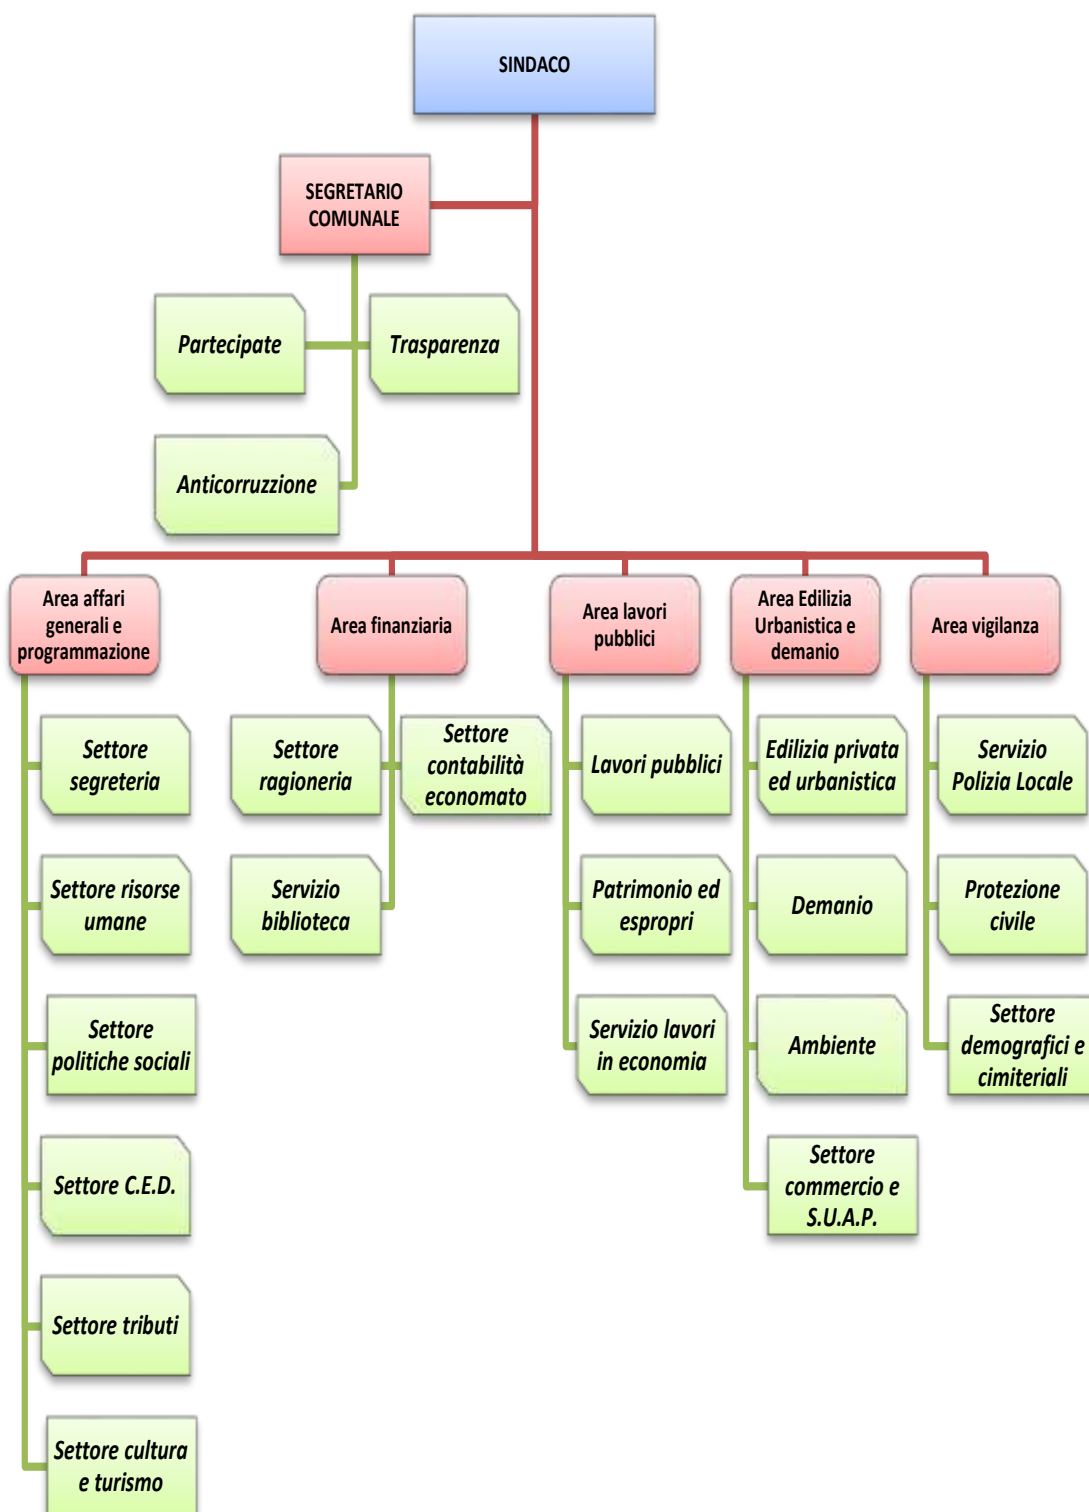 SINDACO
SEGRETARIO
COMUNALE
Partecipate
Trasparenza
Anticorruzzione
Area affari
generali e
programmazione
Settore
segreteria
Settore risorse
umane
Settore
politiche sociali
Settore C.E.D.
Settore tributi
Settore cultura
e turismo
Area finanziaria
Settore
ragioneria
Settore
contabilità
economato
Servizio
biblioteca
Area lavori
pubblici
Lavori pubblici
Patrimonio ed
espropri
Servizio lavori
in economia
Area Edilizia
Urbanistica e
demanio
Edilizia privata
ed urbanistica
Demanio
Ambiente
Settore
commercio e
S.U.A.P.
Area vigilanza
Servizio
Polizia Locale
Protezione
civile
Settore
demografici e
cimiteriali